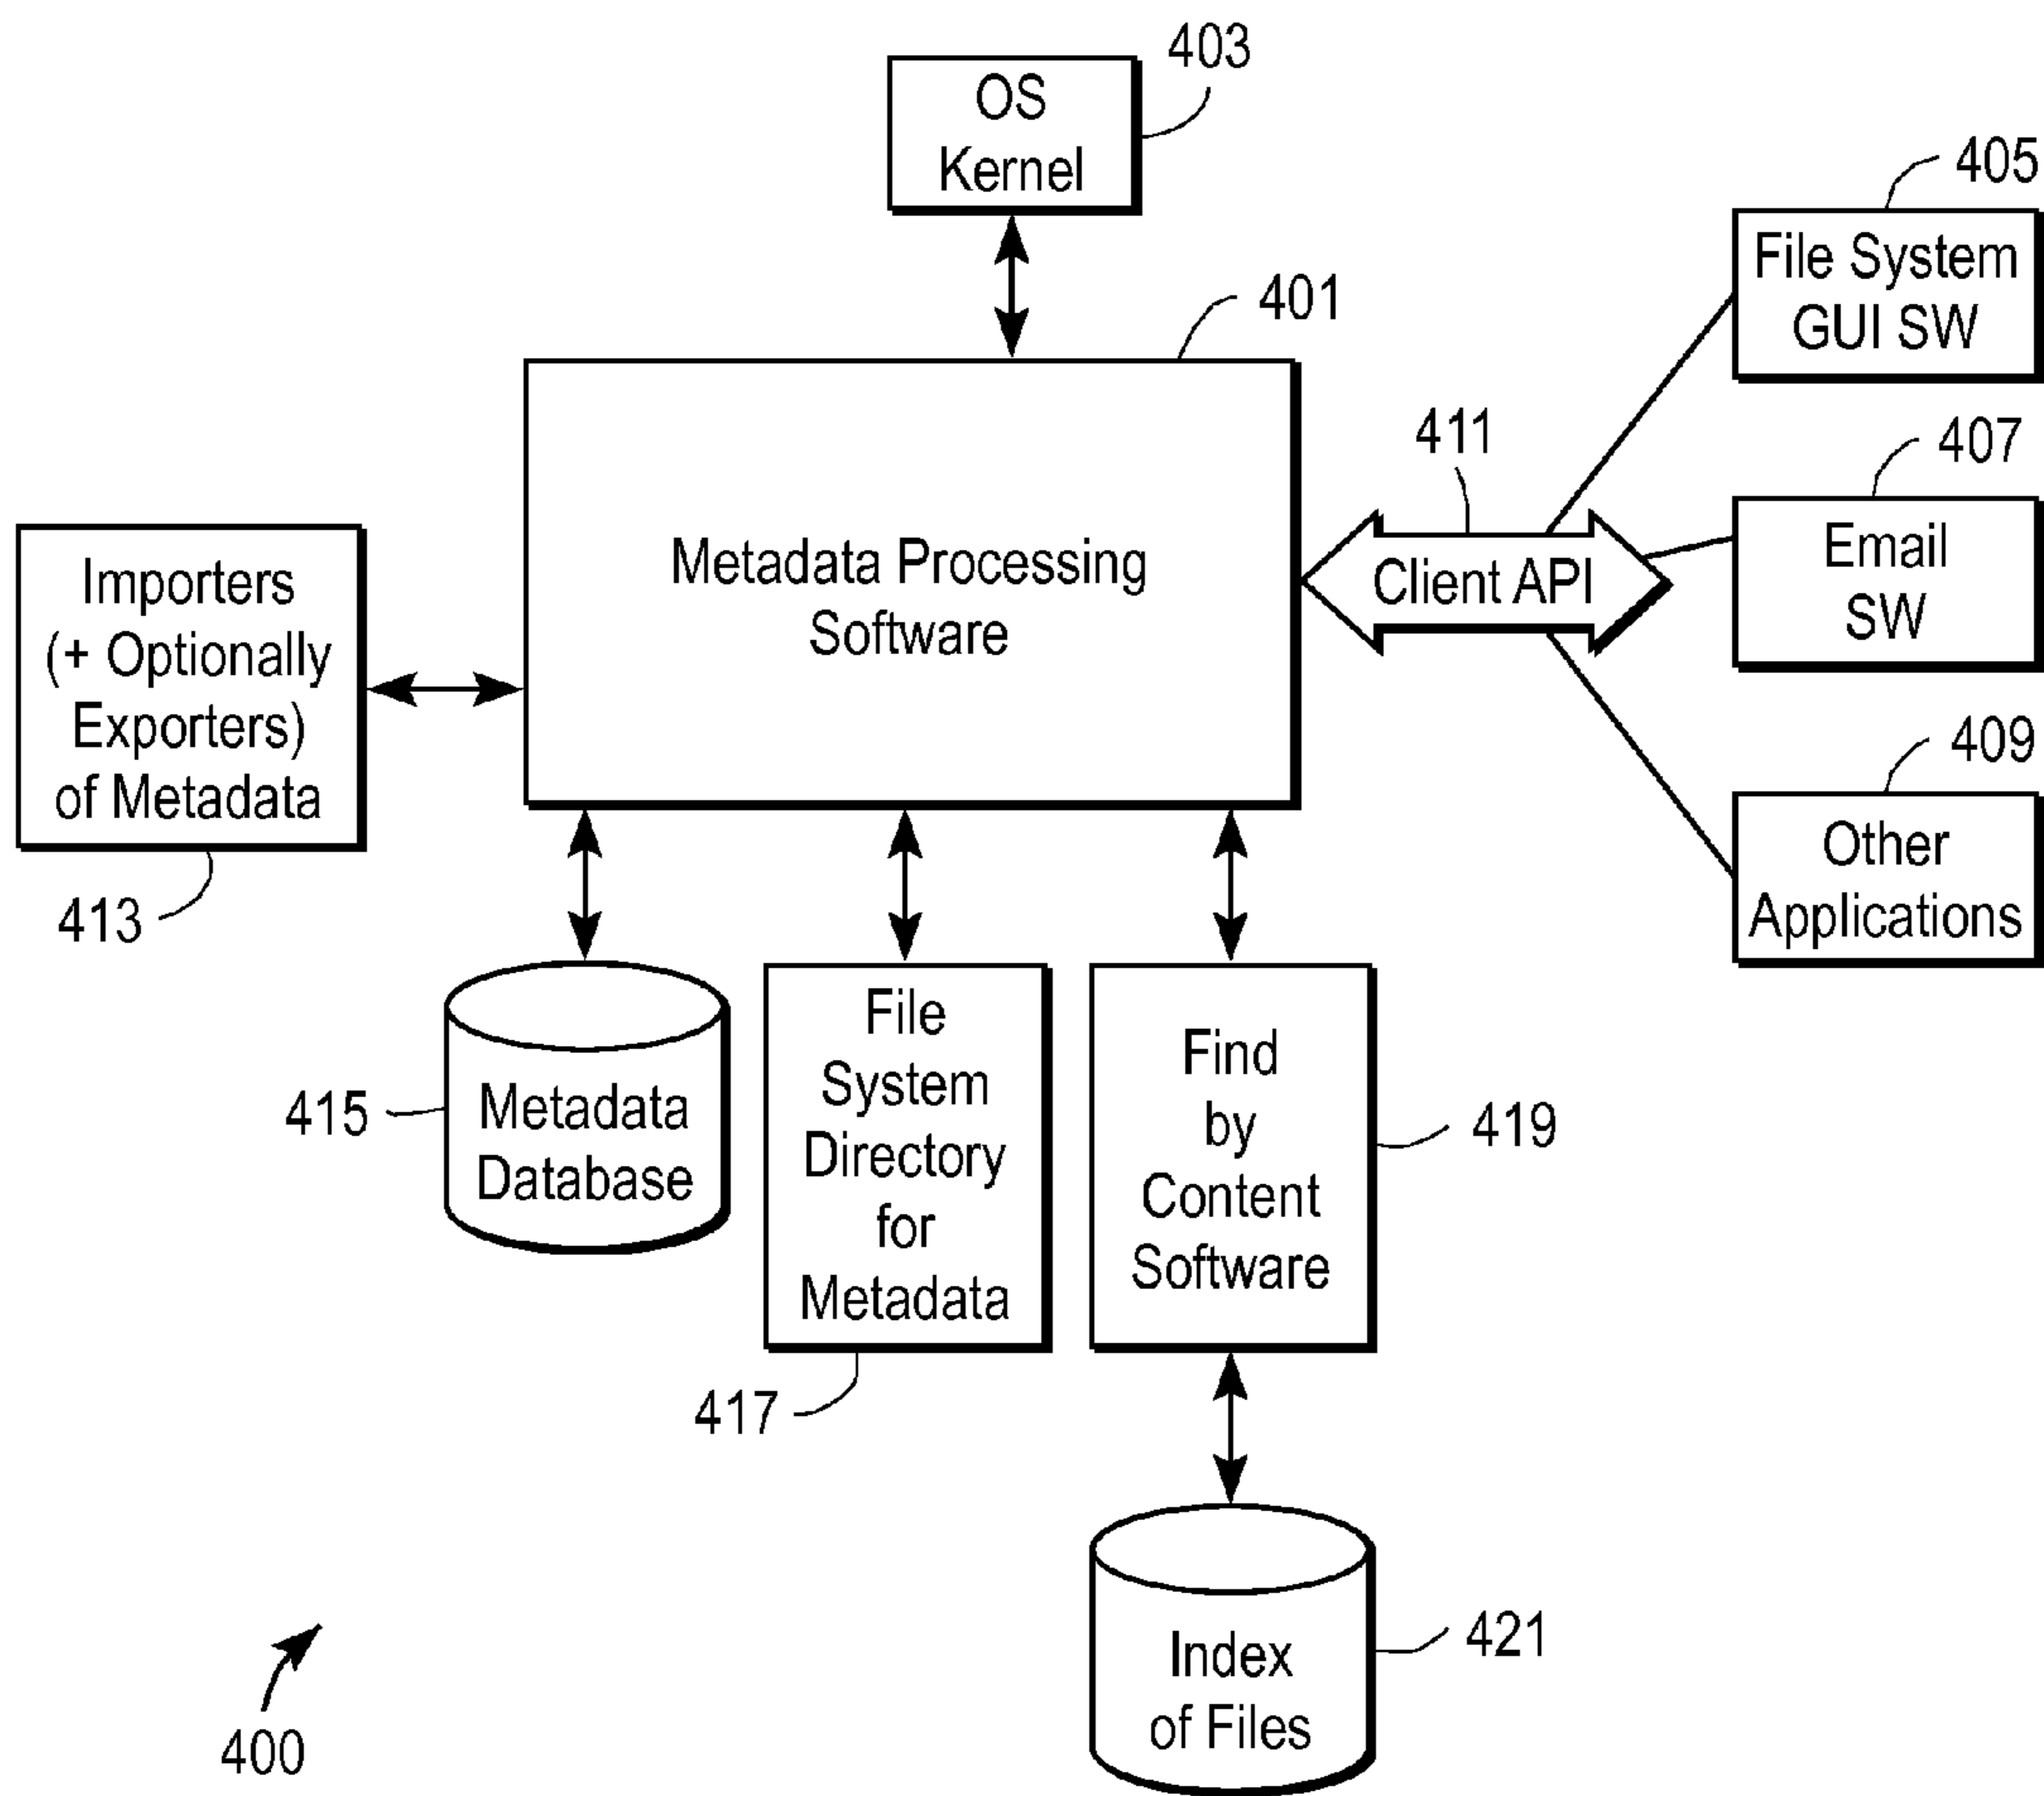 403
OS
Kernel
405
File System
GUI SW
401
411
407
Metadata Processing
Software
Client API
Email
SW
Importers
(+ Optionally
Exporters)
of Metadata
413
409
Other
Applications
415
Metadata
Database
File
System
Directory
for
Metadata
417
Find
by
Content
Software
419
Index
of Files
421
400